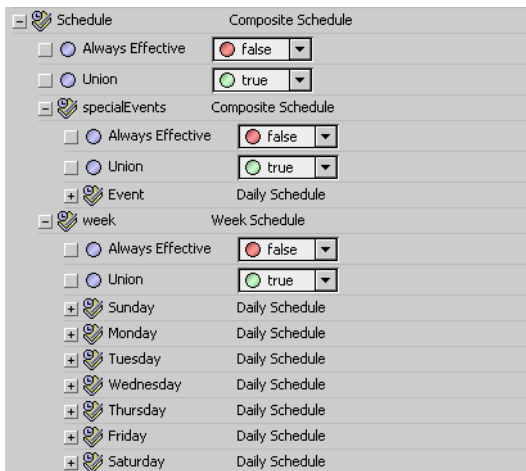 Schedule Composite Schedule
Always Effective false
Union true
specialEvents Composite Schedule
Always Effective false
Union true
Event Daily Schedule
week Week Schedule
Always Effective false
Union true
Sunday Daily Schedule
Monday Daily Schedule
Tuesday Daily Schedule
Wednesday Daily Schedule
Thursday Daily Schedule
Friday Daily Schedule
Saturday Daily Schedule